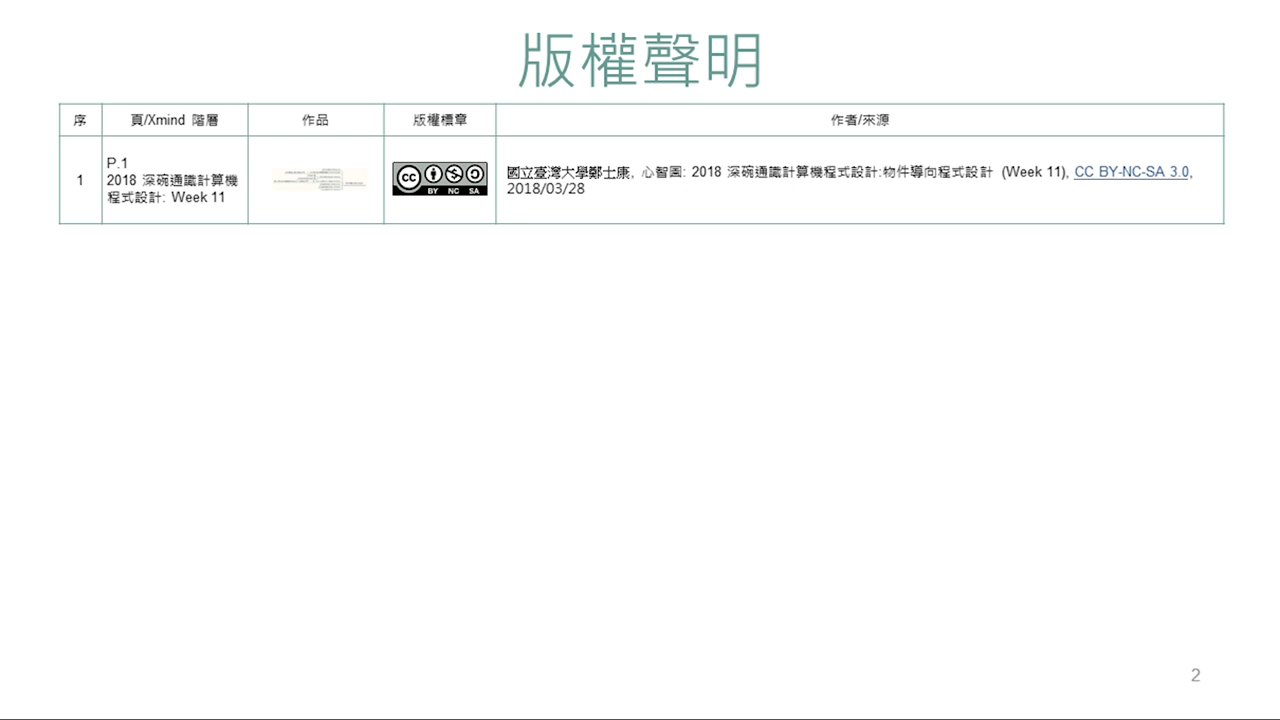 版權聲明
序
頁/Xmind 階層
作品
版權標章
作者/來源
1
P.1
2018 深碗通識計算機
程式設計: Week 11
cc
BY NC SA
國立臺灣大學鄭士康, 心智圖: 2018 深碗通識計算機程式設計:物件導向程式設計 (Week 11), CC BY-NC-SA 3.0,
2018/03/28
2